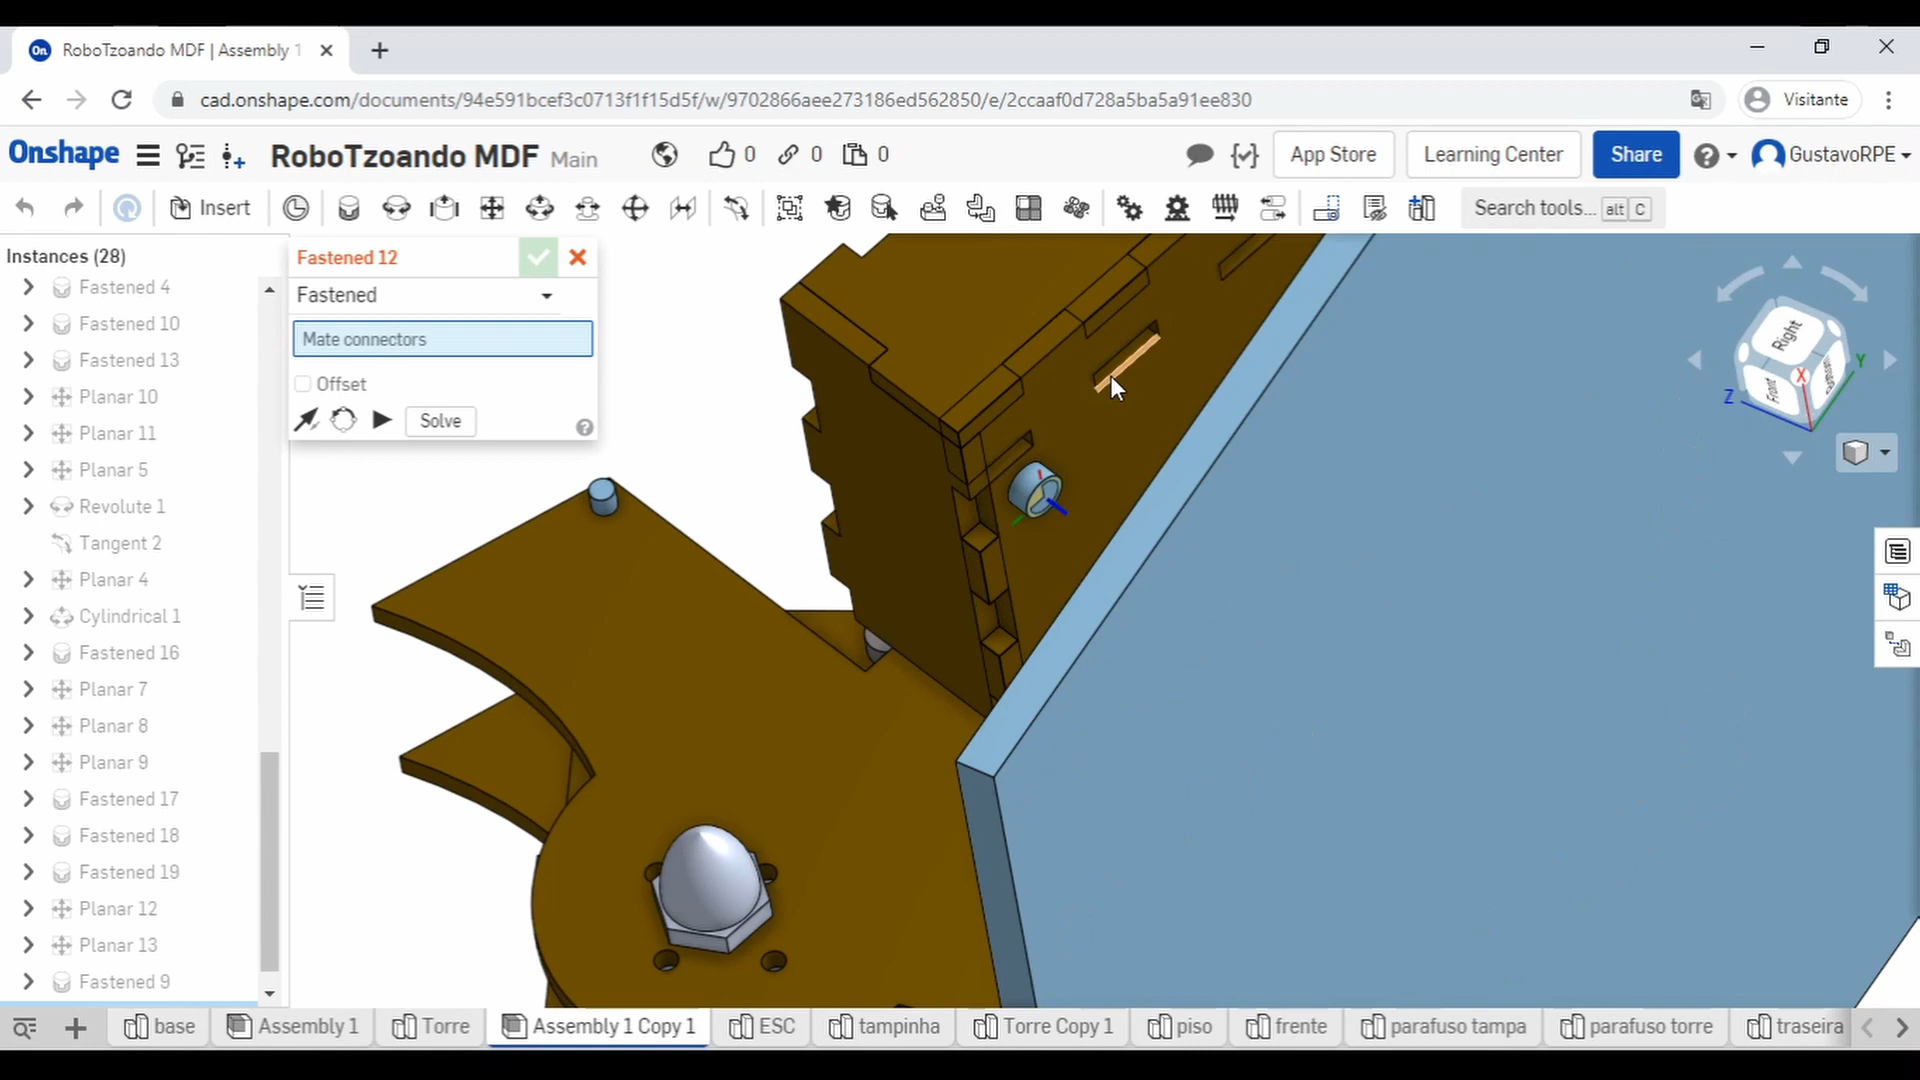 On RoboTzoando MDF | Assembly 1
cad.onshape.com/documents/94e591bcef3c0713f1f15d5f/w/9702866aee273186ed562850/e/2ccaaf0d728a5ba5a91ee830
Visitante
Onshape RoboTzoando MDF Main 0 0 0 App Store Learning Center Share GustavoRPE
Insert Search tools... alt C
Instances (28)
Fastened 4
Fastened 10
Fastened 13
Planar 10
Planar 11
Planar 5
Revolute 1
Tangent 2
Planar 4
Cylindrical 1
Fastened 16
Planar 7
Planar 8
Planar 9
Fastened 17
Fastened 18
Fastened 19
Planar 12
Planar 13
Fastened 9
Fastened 12
Fastened
Mate connectors
Offset
Solve
Right
Front
X
Y
Z
base Assembly 1 Torre Assembly 1 Copy 1 ESC tampinha Torre Copy 1 piso frente parafuso tampa parafuso torre traseira